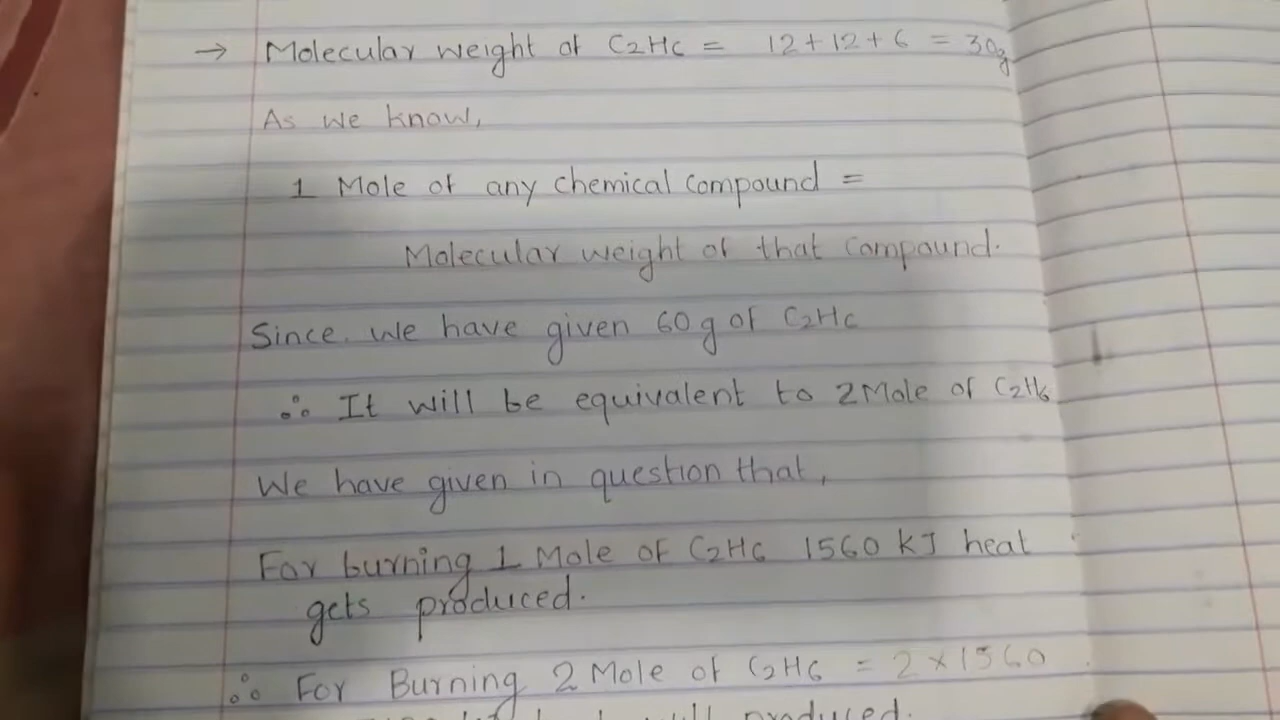 → Molecular weight of C2H6 = 12+12+6 = 30g
As we know,
1 Mole of any chemical compound =
Molecular weight of that compound.
Since we have given 60g of C2H6
∴ It will be equivalent to 2 Mole of C2H6
We have given in question that,
For burning 1 Mole of C2H6 1560 kJ heat
gets produced.
∴ For Burning 2 Mole of C2H6 = 2×1560
will produced.